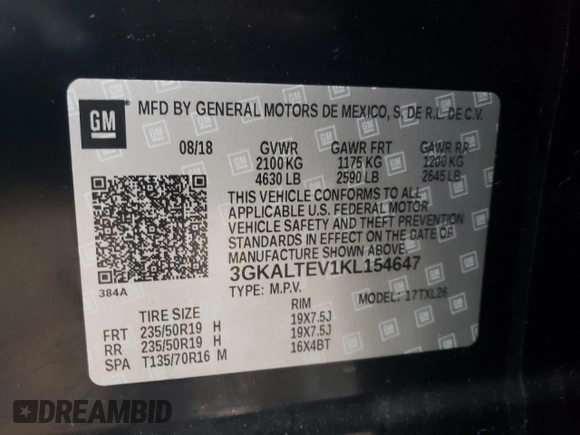 GM
MFD BY GENERAL MOTORS DE MEXICO, S. DE R.L. DE C.V.
08/18 GVWR GAWR FRT GAWR RR
2100 KG 1175 KG 1200 KG
4630 LB 2590 LB 2645 LB
THIS VEHICLE CONFORMS TO ALL
APPLICABLE U.S. FEDERAL MOTOR
VEHICLE SAFETY AND THEFT PREVENTION
STANDARDS IN EFFECT ON THE DATE OF
MANUFACTURE SHOWN ABOVE.
3GKALTEV1KL154647
384A TYPE: M.P.V. MODEL: 17TXL26
TIRE SIZE RIM
FRT 235/50R19 H 19X7.5J
RR 235/50R19 H 19X7.5J
SPA T135/70R16 M 16X4BT
DREAMBID